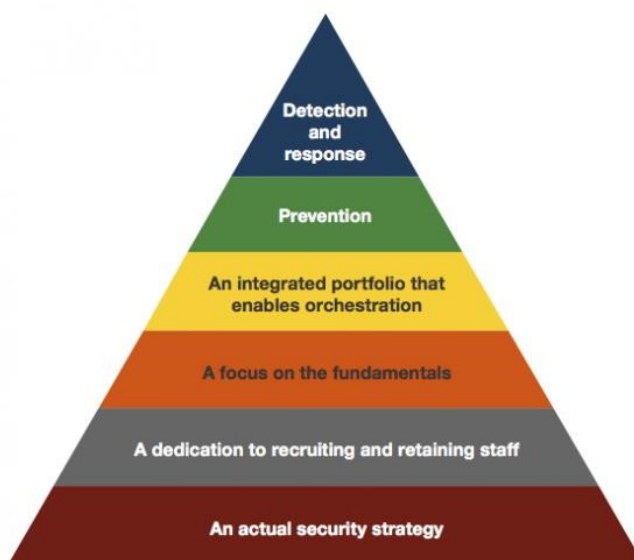 Detection
and
response
Prevention
An integrated portfolio that
enables orchestration
A focus on the fundamentals
A dedication to recruiting and retaining staff
An actual security strategy